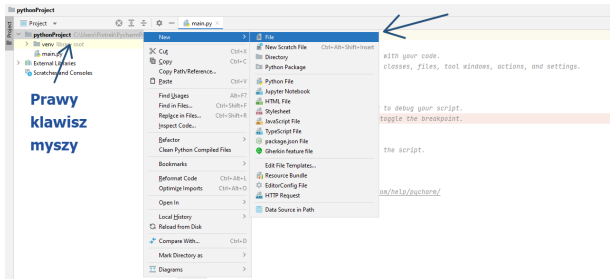 pythonProject
Project
main.py
Project
pythonProject
venv
root
main.py
External Libraries
Scratches and Consoles
Prawy
klawisz
myszy
New
Cut Ctrl+X
Copy Ctrl+C
Copy Path/Reference...
Paste Ctrl+V
Find Usages Alt+F7
Find in Files... Ctrl+Shift+F
Replace in Files... Ctrl+Shift+R
Inspect Code...
Refactor
Clean Python Compiled Files
Bookmarks
Reformat Code Ctrl+Alt+L
Optimize Imports Ctrl+Alt+O
Open In
Local History
Reload from Disk
Compare With... Ctrl+D
Mark Directory as
Diagrams
File
New Scratch File Ctrl+Alt+Shift+Insert
Directory
Python Package
Python File
Jupyter Notebook
HTML File
Stylesheet
JavaScript File
TypeScript File
package.json File
Gherkin feature file
Edit File Templates...
Resource Bundle
EditorConfig File
HTTP Request
Data Source in Path
with your code.
classes, files, tool windows, actions, and settings.
to debug your script.
toggle the breakpoint.
the script.
om/help/pycharm/